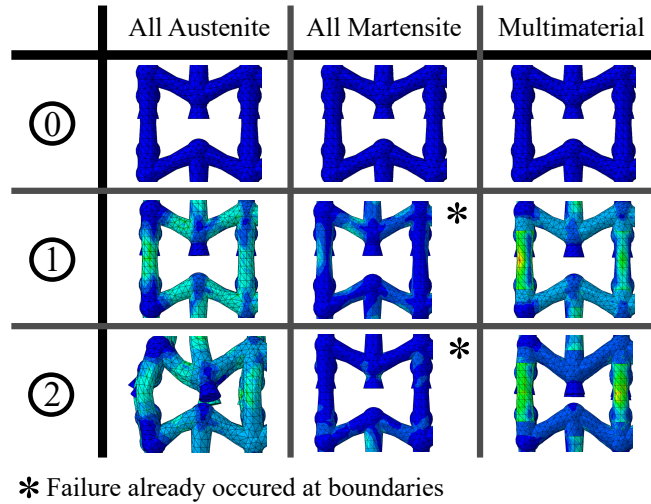 All Austenite All Martensite Multimaterial
0
1 *
2 *
* Failure already occured at boundaries